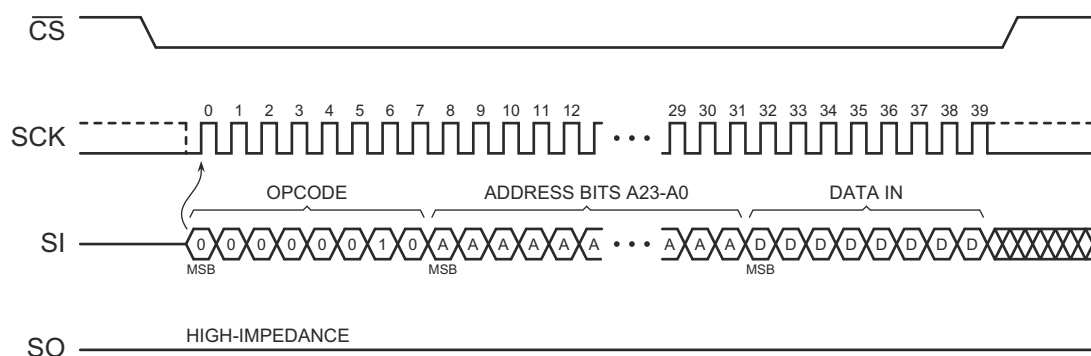 CS
SCK
0 1 2 3 4 5 6 7 8 9 10 11 12 29 30 31 32 33 34 35 36 37 38 39
OPCODE ADDRESS BITS A23-A0 DATA IN
SI
0 0 0 0 0 0 1 0 A A A A A A A A A D D D D D D D D
MSB MSB MSB
SO
HIGH-IMPEDANCE